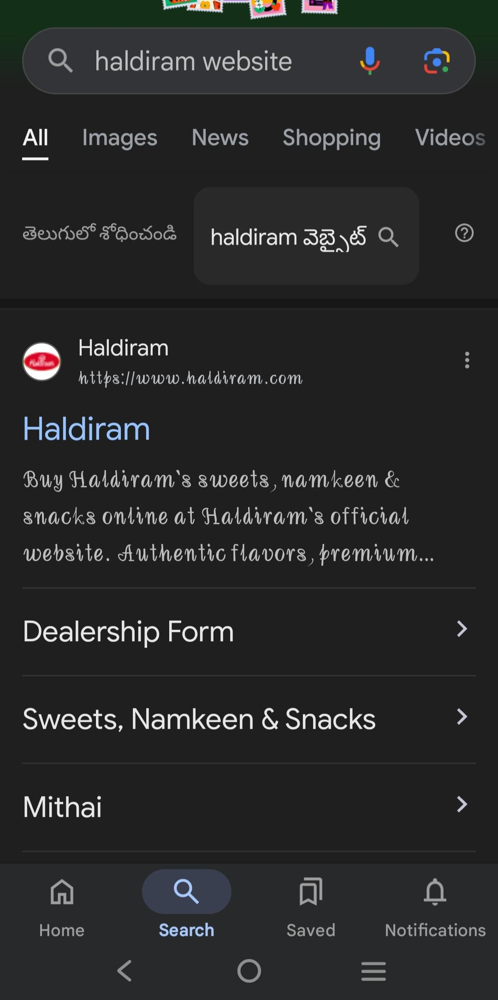 haldiram website
All Images News Shopping Videos
తెలుగులో శోధించండి
haldiram వెబ్సైట్
Haldiram
https://www.haldiram.com
Haldiram
Buy Haldiram`s sweets, namkeen &
snacks online at Haldiram`s official
website. Authentic flavors, premium...
Dealership Form
Sweets, Namkeen & Snacks
Mithai
Home Search Saved Notifications